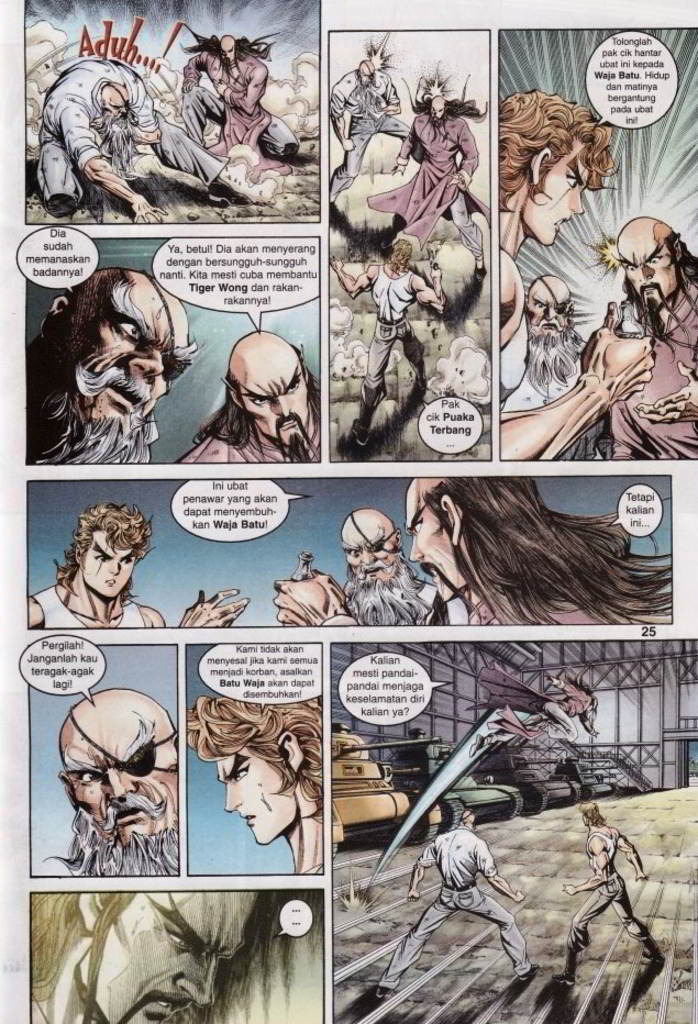 Aduh...!
Dia
sudah
memanaskan
badannya!
Ya, betul! Dia akan menyerang
dengan bersungguh-sungguh
nanti. Kita mesti cuba membantu
Tiger Wong dan rakan-
rakannya!
Pak
cik Puaka
Terbang
...
Tolonglah
pak cik hantar
ubat ini kepada
Waja Batu. Hidup
dan matinya
bergantung
pada ubat
ini!
Ini ubat
penawar yang akan
dapat menyembuh-
kan Waja Batu!
Tetapi
kalian
ini...
25
Pergilah!
Janganlah kau
teragak-agak
lagi!
Kami tidak akan
menyesal jika kami semua
menjadi korban, asalkan
Batu Waja akan dapat
disembuhkan!
Kalian
mesti pandai-
pandai menjaga
keselamatan diri
kalian ya?
...
...